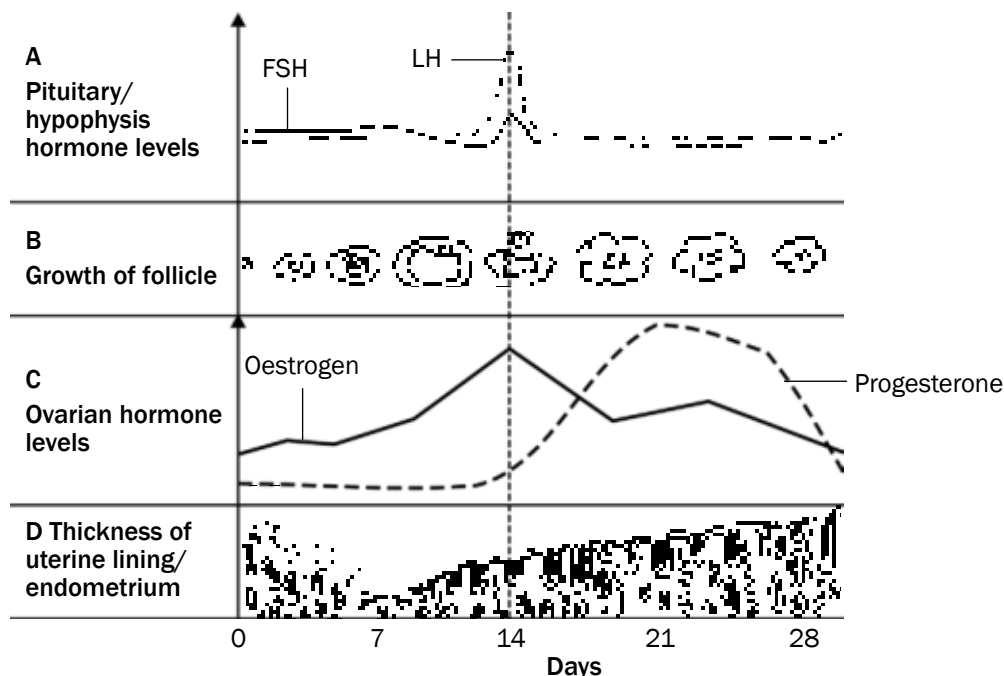 A
Pituitary/
hypophysis
hormone levels
FSH
LH
B
Growth of follicle
C
Ovarian hormone
levels
Oestrogen
Progesterone
D Thickness of
uterine lining/
endometrium
0 7 14 21 28
Days